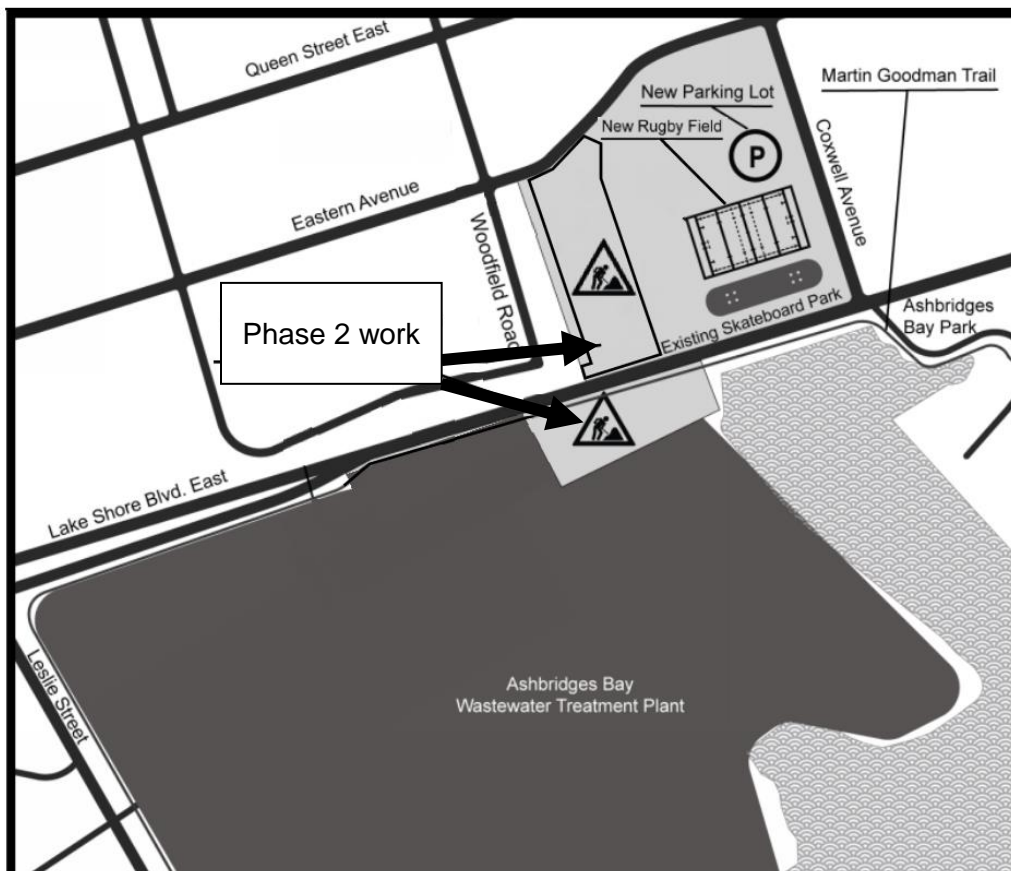 Queen Street East
Martin Goodman Trail
New Parking Lot
New Rugby Field
P
Coxwell Avenue
Eastern Avenue
Woodfield Road
Phase 2 work
Existing Skateboard Park
Ashbridges
Bay Park
Lake Shore Blvd. East
Leslie Street
Ashbridges Bay
Wastewater Treatment Plant